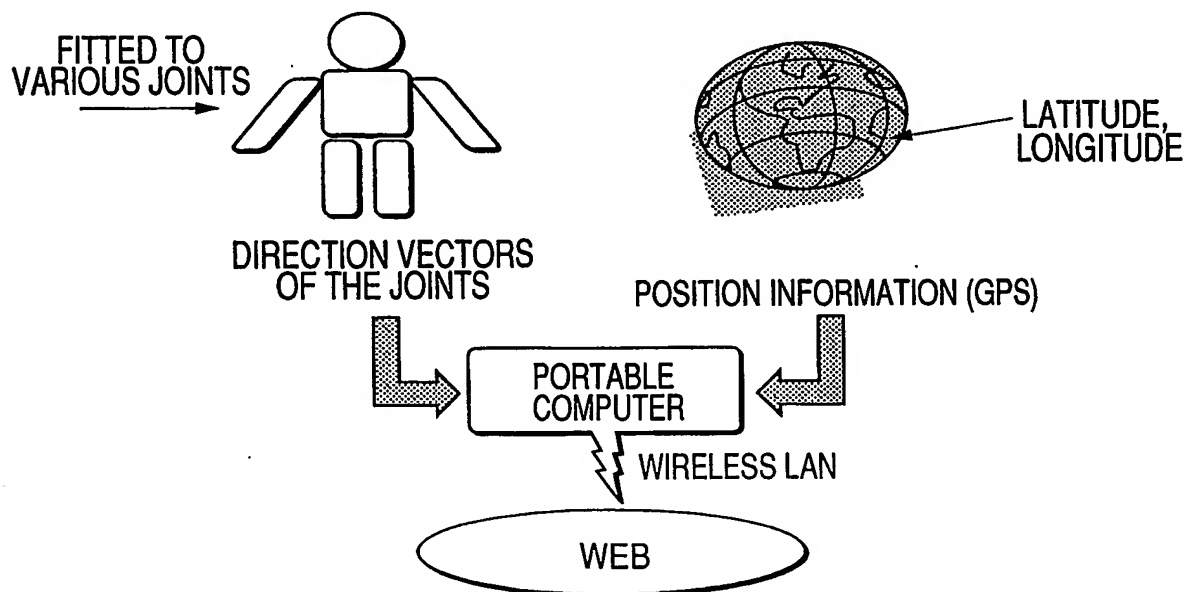 FITTED TO
VARIOUS JOINTS
LATITUDE,
LONGITUDE
DIRECTION VECTORS
OF THE JOINTS
POSITION INFORMATION (GPS)
PORTABLE
COMPUTER
WIRELESS LAN
WEB